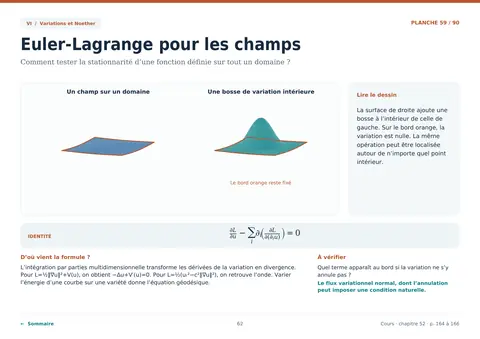 VI / Variations et Noether
PLANCHE 59 / 90
Euler-Lagrange pour les champs
Comment tester la stationnarité d'une fonction définie sur tout un domaine ?
Un champ sur un domaine
Une bosse de variation intérieure
Le bord orange reste fixé
Lire le dessin
La surface de droite ajoute une
bosse à l'intérieur de celle de
gauche. Sur le bord orange, la
variation est nulle. La même
opération peut être localisée
autour de n'importe quel point
intérieur.
IDENTITÉ
∂L/∂u − ∑ᵢ ∂ᵢ(∂L/∂(∂ᵢu)) = 0
D'où vient la formule ?
L'intégration par parties multidimensionnelle transforme les dérivées de la variation en divergence.
Pour L=½‖∇u‖²+V(u), on obtient −Δu+V′(u)=0. Pour L=½(uₜ²−c²‖∇u‖²), on retrouve l'onde. Varier
l'énergie d'une courbe sur une variété donne l'équation géodésique.
À vérifier
Quel terme apparaît au bord si la variation ne s'y
annule pas ?
Le flux variationnel normal, dont l'annulation
peut imposer une condition naturelle.
← Sommaire
62
Cours · chapitre 52 · p. 164 à 166